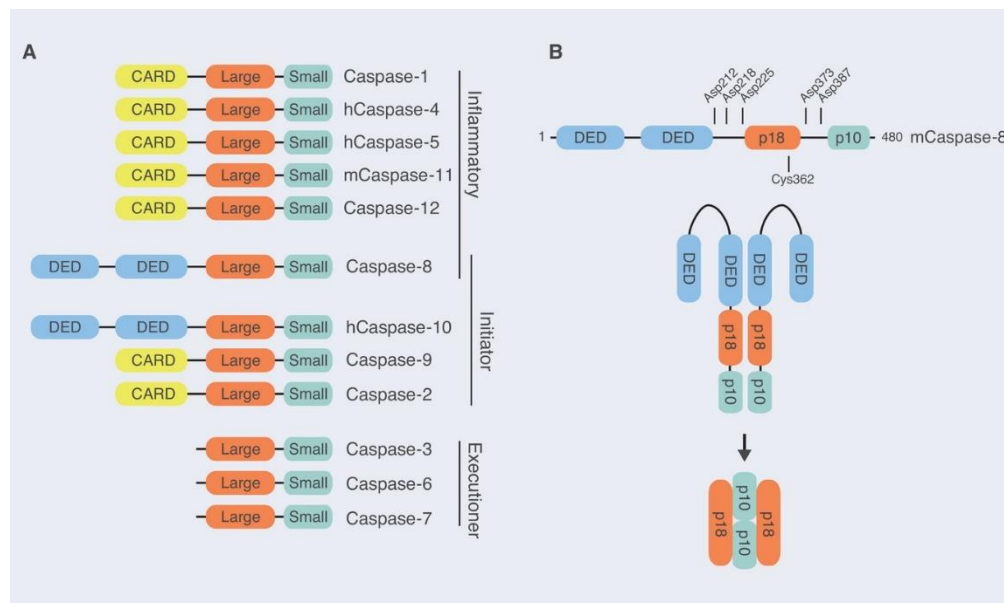 A
CARD Large Small Caspase-1
CARD Large Small hCaspase-4
CARD Large Small hCaspase-5
CARD Large Small mCaspase-11
CARD Large Small Caspase-12
Inflammatory
DED DED Large Small Caspase-8
DED DED Large Small hCaspase-10
CARD Large Small Caspase-9
CARD Large Small Caspase-2
Initiator
Large Small Caspase-3
Large Small Caspase-6
Large Small Caspase-7
Executioner
B
Asp212 Asp218 Asp225 Asp373 Asp387
1 DED DED p18 p10 480 mCaspase-8
Cys362
DED DED DED DED
p18 p18
p10 p10
p18 p10 p10 p18